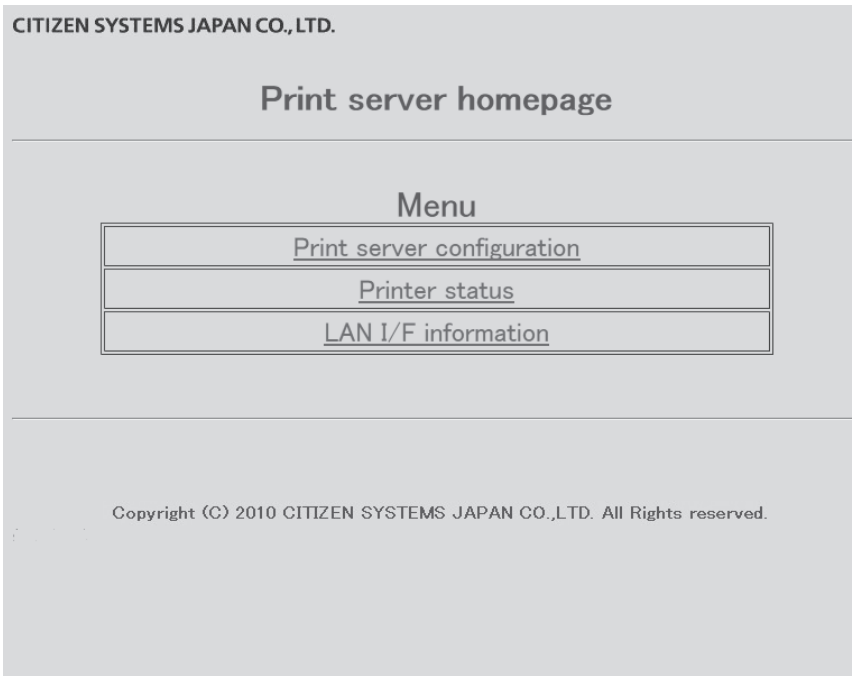 CITIZEN SYSTEMS JAPAN CO., LTD.
Print server homepage
Menu
Print server configuration
Printer status
LAN I/F information
Copyright (C) 2010 CITIZEN SYSTEMS JAPAN CO.,LTD. All Rights reserved.